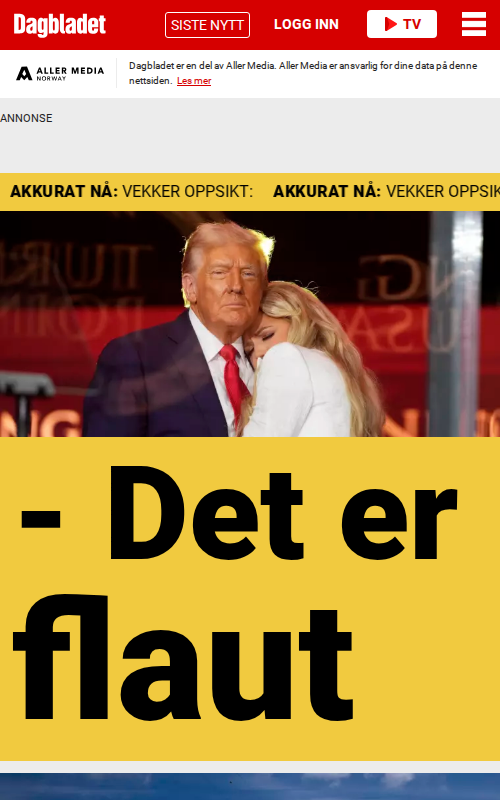 Dagbladet
SISTE NYTT
LOGG INN
TV
ALLER MEDIA
NORWAY
Dagbladet er en del av Aller Media. Aller Media er ansvarlig for dine data på denne
nettsiden. Les mer
ANNONSE
AKKURAT NÅ: VEKKER OPPSIKT: AKKURAT NÅ: VEKKER OPPSIK
- Det er
flaut